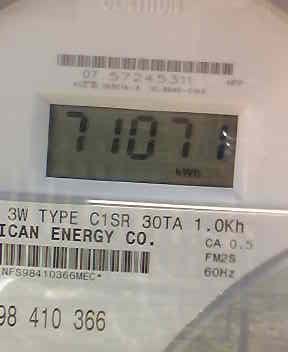 07 57245311
71071
kWh
3W TYPE C1SR 30TA 1.0Kh
ICAN ENERGY CO.
CA 0.5
FM2S
NFS98410366MEC*
60Hz
98 410 366